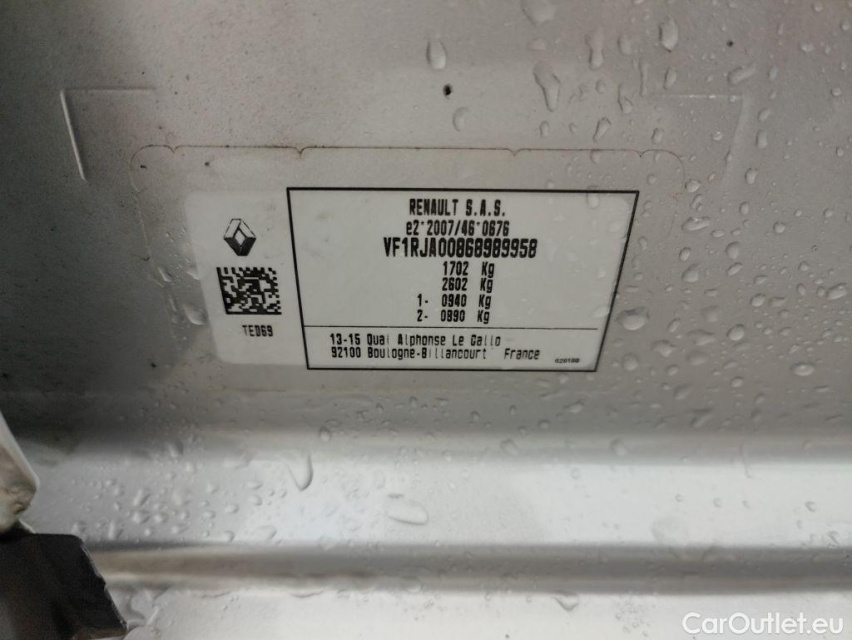 RENAULT S.A.S.
e2*2007/46*0676
VF1RJA00868989958
1702 Kg
2602 Kg
1- 0940 Kg
2- 0890 Kg
TED69
13-15 Quai Alphonse Le Gallo
92100 Boulogne-Billancourt France
CarOutlet.eu